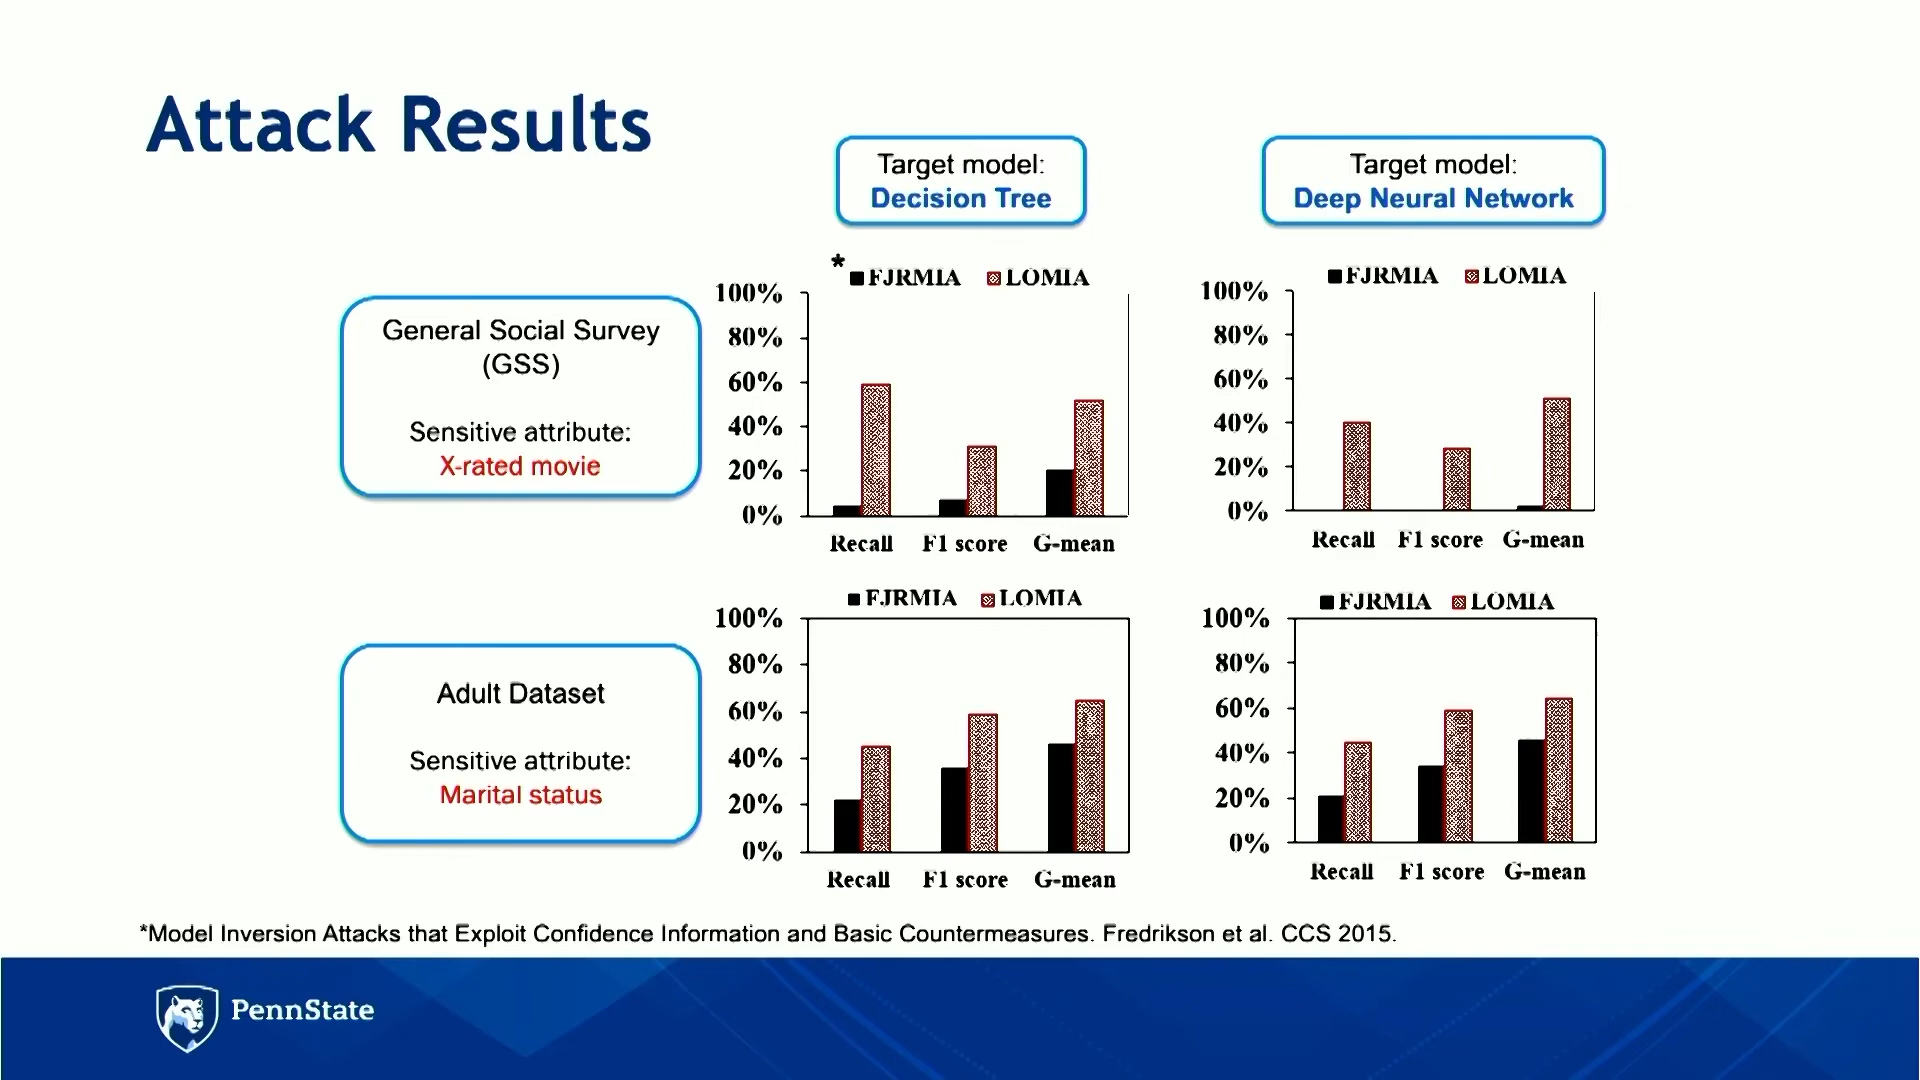 Attack Results
Target model:
Decision Tree
Target model:
Deep Neural Network
General Social Survey
(GSS)
Sensitive attribute:
X-rated movie
* FJRMIA LOMIA
100%
80%
60%
40%
20%
0%
Recall F1 score G-mean
FJRMIA LOMIA
100%
80%
60%
40%
20%
0%
Recall F1 score G-mean
Adult Dataset
Sensitive attribute:
Marital status
FJRMIA LOMIA
100%
80%
60%
40%
20%
0%
Recall F1 score G-mean
FJRMIA LOMIA
100%
80%
60%
40%
20%
0%
Recall F1 score G-mean
*Model Inversion Attacks that Exploit Confidence Information and Basic Countermeasures. Fredrikson et al. CCS 2015.
PennState